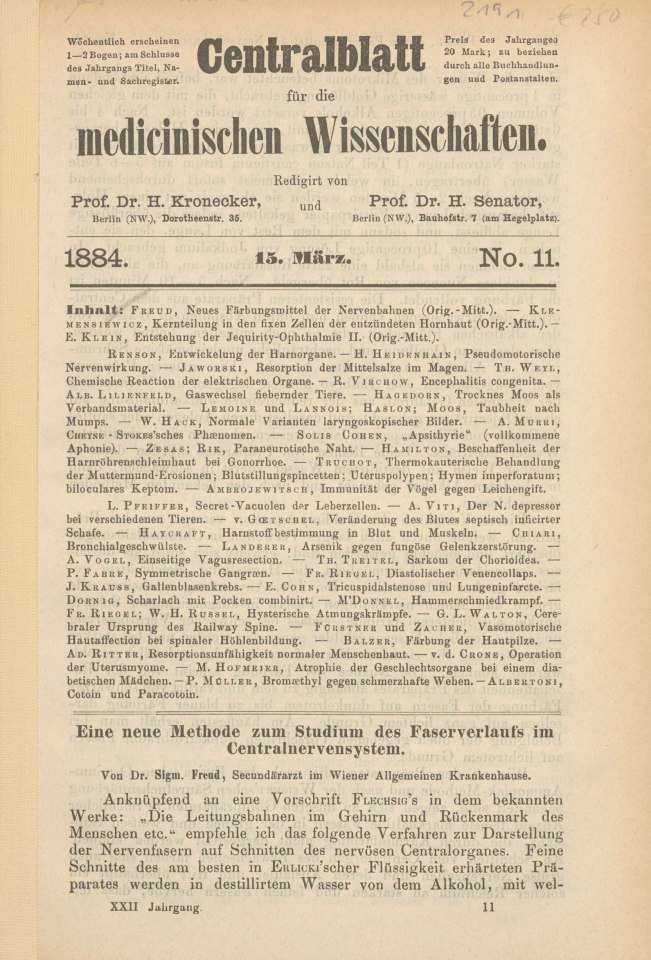 2191
€ 750
Wöchentlich erscheinen
1—2 Bogen; am Schlusse
des Jahrgangs Titel, Na-
men- und Sachregister.
Centralblatt
Preis des Jahrganges
20 Mark; zu beziehen
durch alle Buchhandlun-
gen und Postanstalten.
für die
medicinischen Wissenschaften.
Redigirt von
Prof. Dr. H. Kronecker,
und
Prof. Dr. H. Senator,
Berlin (NW.), Dorotheenstr. 35.
Berlin (NW.), Bauhofstr. 7 (am Hegelplatz).
1884.
15. März.
No. 11.
Inhalt: Freud, Neues Färbungsmittel der Nervenbahnen (Orig.-Mitt.). — Kle-
mensiewicz, Kernteilung in den fixen Zellen der entzündeten Hornhaut (Orig.-Mitt.). —
E. Klein, Entstehung der Jequirity-Ophthalmie II. (Orig.-Mitt.).
Renson, Entwickelung der Harnorgane. — H. Heidenhain, Pseudomotorische
Nervenwirkung. — Jaworski, Resorption der Mittelsalze im Magen. — Th. Weyl,
Chemische Reaction der elektrischen Organe. — R. Virchow, Encephalitis congenita. —
Alb. Lilienfeld, Gaswechsel fiebernder Tiere. — Hagedorn, Trocknes Moos als
Verbandsmaterial. — Lemoine und Lannois; Haslon; Moos, Taubheit nach
Mumps. — W. Hack, Normale Varianten laryngoskopischer Bilder. — A. Murri,
Cheyne-Stokes'sches Phænomen. — Solis Cohen, „Apsithyrie“ (vollkommene
Aphonie). — Zesas; Rik, Paraneurotische Naht. — Hamilton, Beschaffenheit der
Harnröhrenschleimhaut bei Gonorrhoe. — Truchot, Thermokauterische Behandlung
der Muttermund-Erosionen; Blutstillungspincetten; Uteruspolypen; Hymen imperforatum;
biloculares Keptom. — Ambrojewitsch, Immunität der Vögel gegen Leichengift.
L. Pfeiffer, Secret-Vacuolen der Leberzellen. — A. Viti, Der N. depressor
bei verschiedenen Tieren. — v. Gœtschel, Veränderung des Blutes septisch inficirter
Schafe. — Haycraft, Harnstoffbestimmung in Blut und Muskeln. — Chiari,
Bronchialgeschwülste. — Landerer, Arsenik gegen fungöse Gelenkzerstörung. —
A. Vogel, Einseitige Vagusresection. — Th. Treitel, Sarkom der Chorioidea. —
P. Fabre, Symmetrische Gangræn. — Fr. Riegel, Diastolischer Venencollaps. —
J. Krauss, Gallenblasenkrebs. — E. Cohn, Tricuspidalstenose und Lungeninfarcte. —
Dornig, Scharlach mit Pocken combinirt. — M'Donnel, Hammerschmiedkrampf. —
Fr. Riegel; W. H. Russel, Hysterische Atmungskrämpfe. — G. L. Walton, Cere-
braler Ursprung des Railway Spine. — Fürstner und Zacher, Vasomotorische
Hautaffection bei spinaler Höhlenbildung. — Balzer, Färbung der Hautpilze. —
Ad. Ritter, Resorptionsunfähigkeit normaler Menschenhaut. — v. d. Crone, Operation
der Uterusmyome. — M. Hofmeier, Atrophie der Geschlechtsorgane bei einem dia-
betischen Mädchen. — P. Müller, Bromæthyl gegen schmerzhafte Wehen. — Albertoni,
Cotoin und Paracotoin.
Eine neue Methode zum Studium des Faserverlaufs im
Centralnervensystem.
Von Dr. Sigm. Freud, Secundärarzt im Wiener Allgemeinen Krankenhause.
Anknüpfend an eine Vorschrift Flechsig's in dem bekannten
Werke: „Die Leitungsbahnen im Gehirn und Rückenmark des
Menschen etc.“ empfehle ich das folgende Verfahren zur Darstellung
der Nervenfasern auf Schnitten des nervösen Centralorganes. Feine
Schnitte des am besten in Erlicki'scher Flüssigkeit erhärteten Prä-
parates werden in destillirtem Wasser von dem Alkohol, mit wel-
XXII Jahrgang.
11